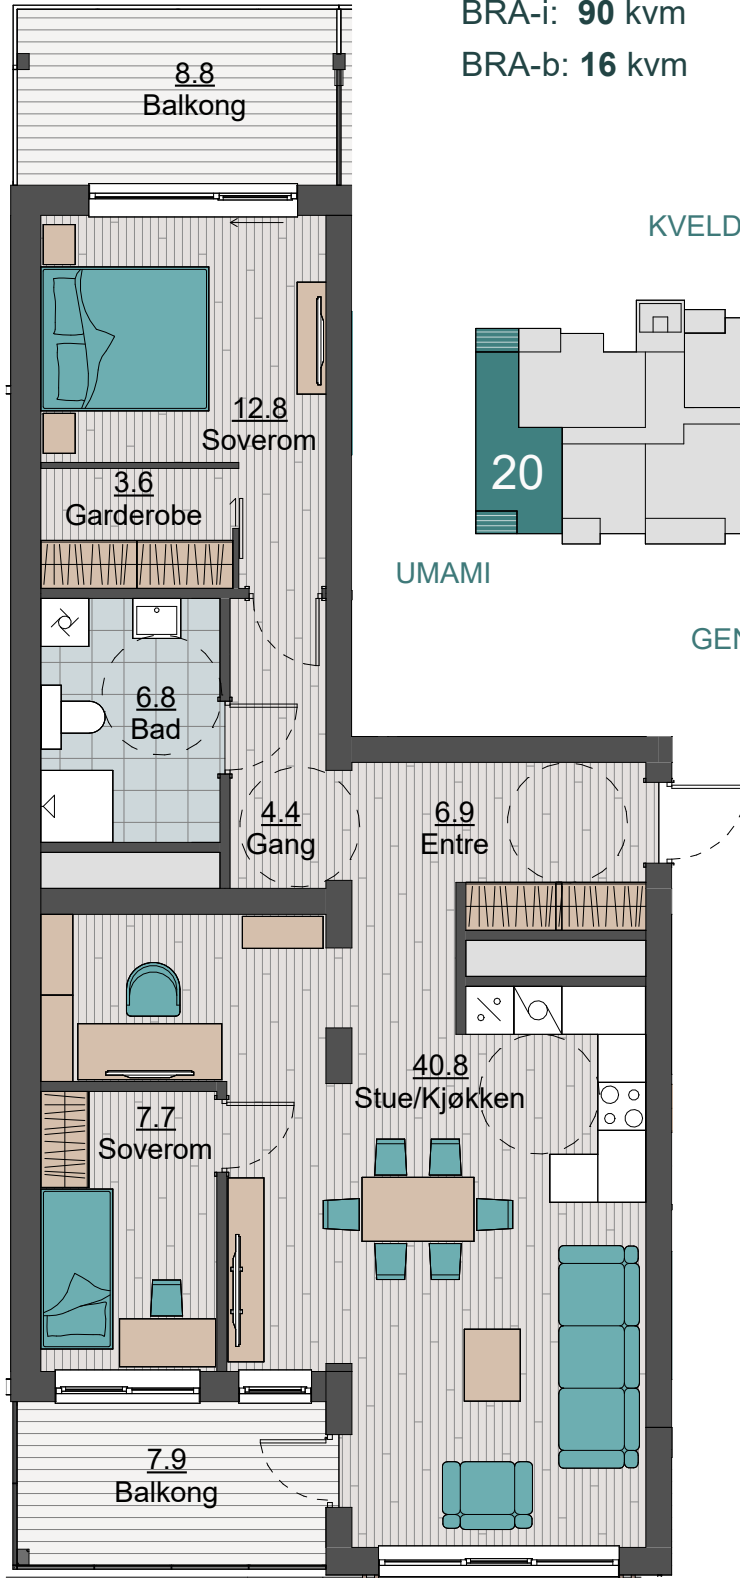 BRA-i: 90 kvm
BRA-b: 16 kvm
8.8
Balkong
KVELD
12.8
Soverom
20
3.6
Garderobe
UMAMI
GEN
6.8
Bad
4.4
Gang
6.9
Entre
40.8
Stue/Kjøkken
7.7
Soverom
7.9
Balkong